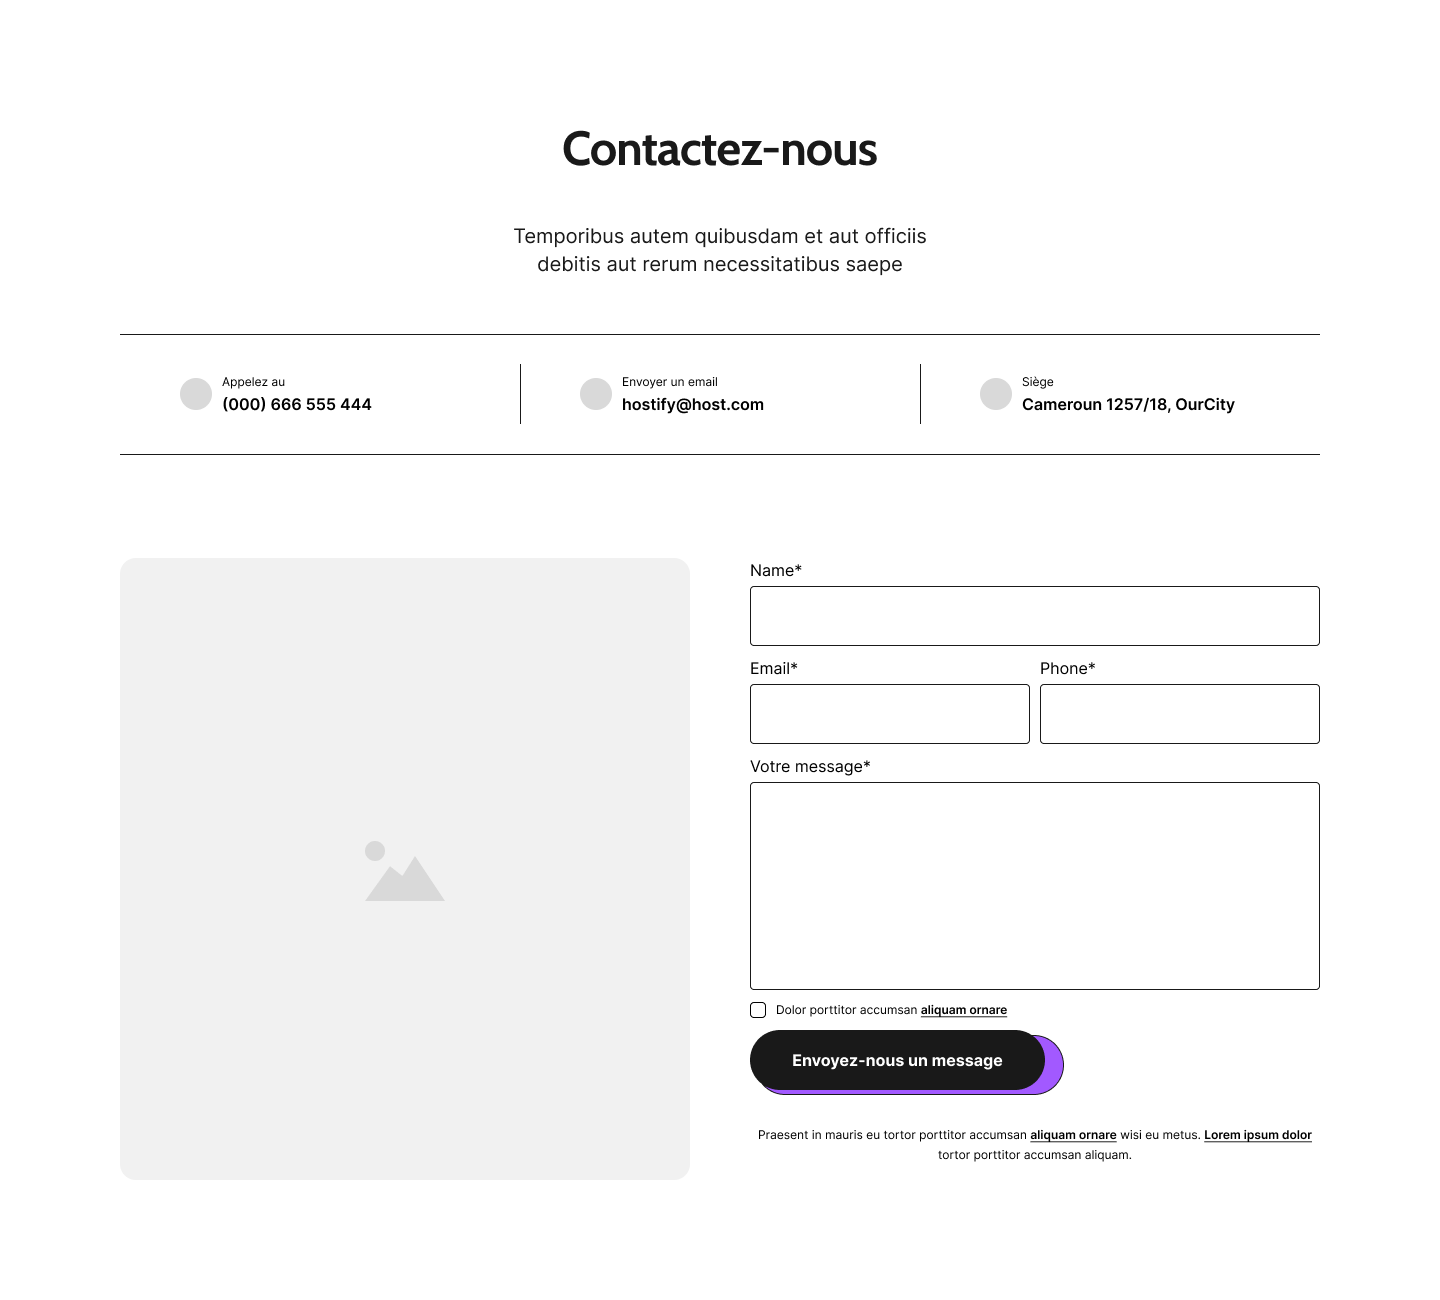 Contactez-nous
Temporibus autem quibusdam et aut officiis
debitis aut rerum necessitatibus saepe
Appelez au
(000) 666 555 444
Envoyer un email
hostify@host.com
Siège
Cameroun 1257/18, OurCity
Name*
Email*
Phone*
Votre message*
Dolor porttitor accumsan aliquam ornare
Envoyez-nous un message
Praesent in mauris eu tortor porttitor accumsan aliquam ornare wisi eu metus. Lorem ipsum dolor
tortor porttitor accumsan aliquam.